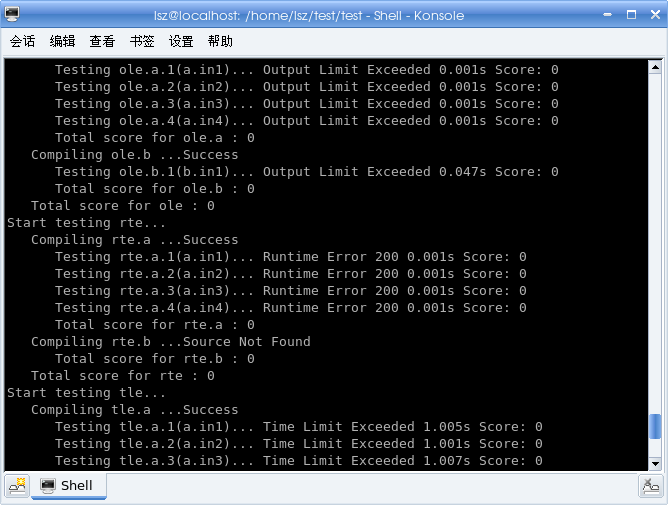 lsz@localhost: /home/lsz/test/test - Shell - Konsole
会话 编辑 查看 书签 设置 帮助
Testing ole.a.1(a.in1)... Output Limit Exceeded 0.001s Score: 0
Testing ole.a.2(a.in2)... Output Limit Exceeded 0.001s Score: 0
Testing ole.a.3(a.in3)... Output Limit Exceeded 0.001s Score: 0
Testing ole.a.4(a.in4)... Output Limit Exceeded 0.001s Score: 0
Total score for ole.a : 0
Compiling ole.b ...Success
Testing ole.b.1(b.in1)... Output Limit Exceeded 0.047s Score: 0
Total score for ole.b : 0
Total score for ole : 0
Start testing rte...
Compiling rte.a ...Success
Testing rte.a.1(a.in1)... Runtime Error 200 0.001s Score: 0
Testing rte.a.2(a.in2)... Runtime Error 200 0.001s Score: 0
Testing rte.a.3(a.in3)... Runtime Error 200 0.001s Score: 0
Testing rte.a.4(a.in4)... Runtime Error 200 0.001s Score: 0
Total score for rte.a : 0
Compiling rte.b ...Source Not Found
Total score for rte.b : 0
Total score for rte : 0
Start testing tle...
Compiling tle.a ...Success
Testing tle.a.1(a.in1)... Time Limit Exceeded 1.005s Score: 0
Testing tle.a.2(a.in2)... Time Limit Exceeded 1.001s Score: 0
Testing tle.a.3(a.in3)... Time Limit Exceeded 1.007s Score: 0
Shell